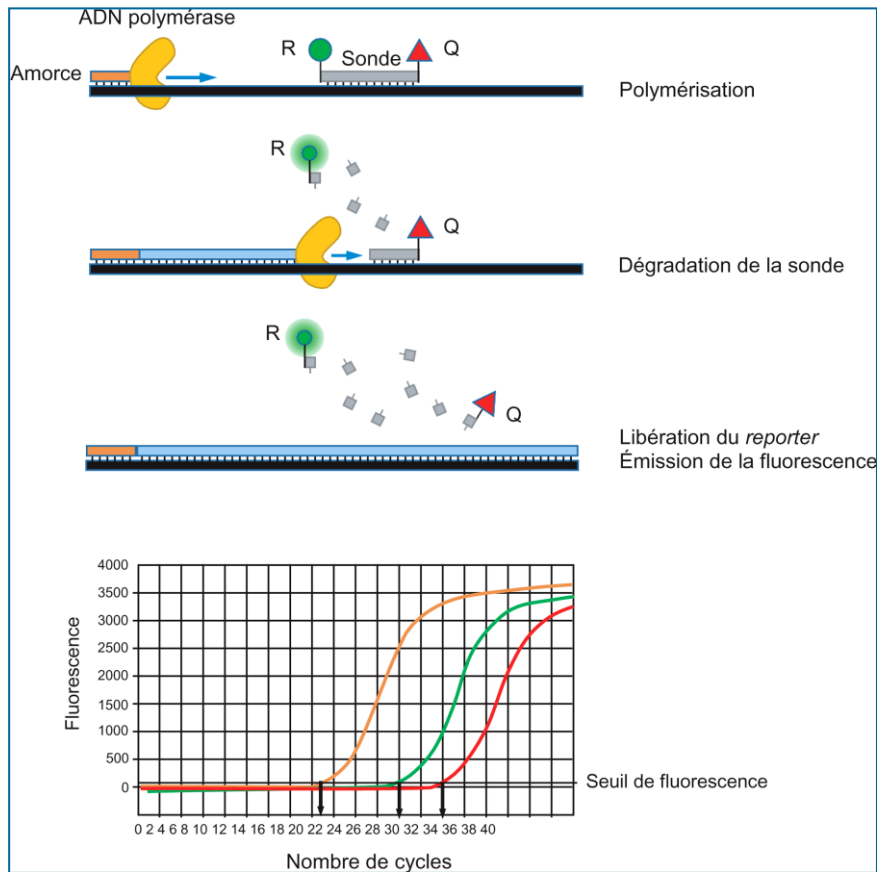 ADN polymérase
R
Sonde
Q
Amorce
Polymérisation
R
Q
Dégradation de la sonde
R
Q
Libération du reporter
Émission de la fluorescence
4000
3500
3000
2500
2000
1500
1000
500
0
500
Fluorescence
Seuil de fluorescence
0 2 4 6 8 10 12 14 16 18 20 22 24 26 28 30 32 34 36 38 40
Nombre de cycles